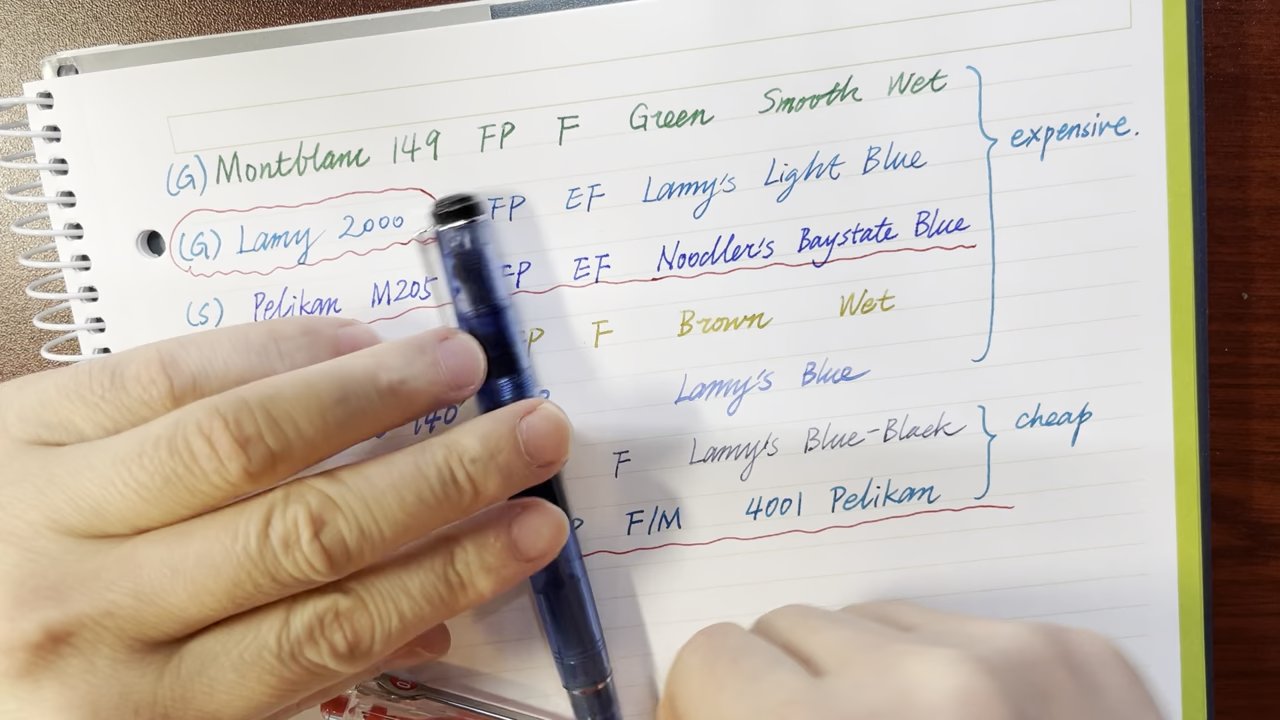 (G) Montblanc 149 FP F Green Smooth Wet
(G) Lamy 2000 FP EF Lamy's Light Blue
(S) Pelikan M205 FP EF Noodler's Baystate Blue
F Brown Wet
140 Lamy's Blue
F Lamy's Blue-Black
F/M 4001 Pelikan
expensive.
cheap